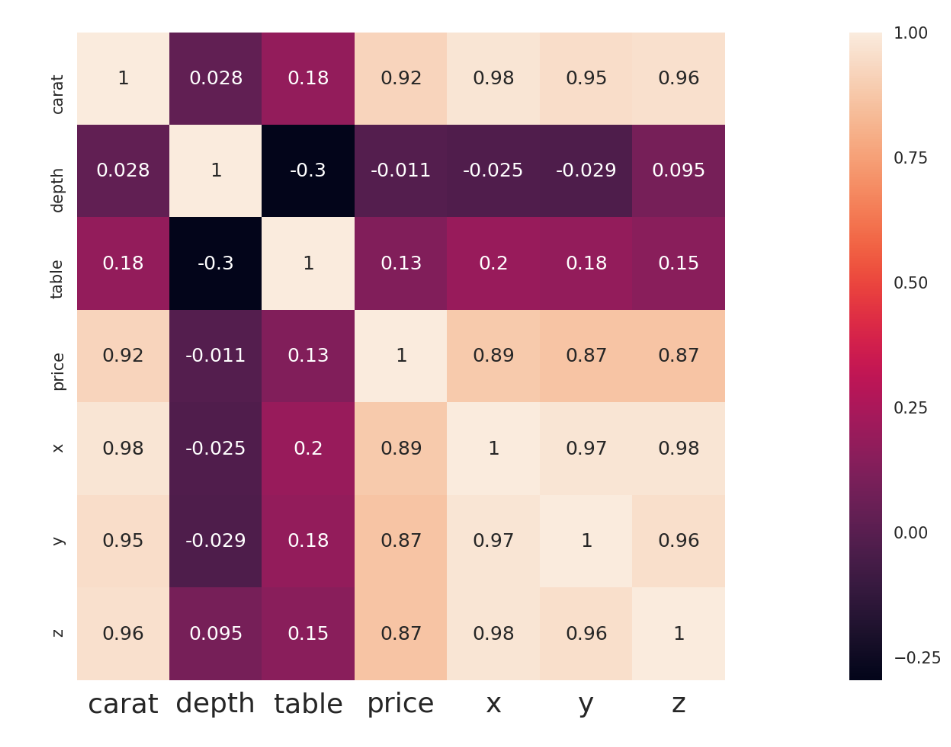 1.00
carat 1 0.028 0.18 0.92 0.98 0.95 0.96
0.75
depth 0.028 1 -0.3 -0.011 -0.025 -0.029 0.095
table 0.18 -0.3 1 0.13 0.2 0.18 0.15
0.50
price 0.92 -0.011 0.13 1 0.89 0.87 0.87
0.25
x 0.98 -0.025 0.2 0.89 1 0.97 0.98
0.00
y 0.95 -0.029 0.18 0.87 0.97 1 0.96
z 0.96 0.095 0.15 0.87 0.98 0.96 1
−0.25
carat depth table price x y z